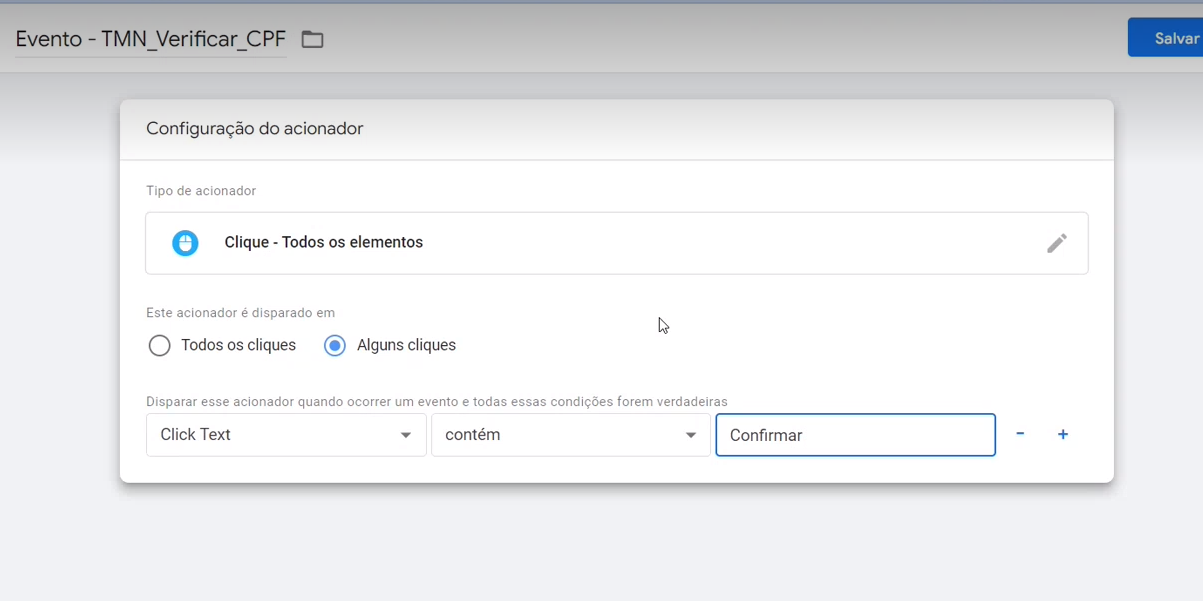 Evento - TMN_Verificar_CPF
Salvar
Configuração do acionador
Tipo de acionador
Clique - Todos os elementos
Este acionador é disparado em
Todos os cliques
Alguns cliques
Disparar esse acionador quando ocorrer um evento e todas essas condições forem verdadeiras
Click Text
contém
Confirmar
- +